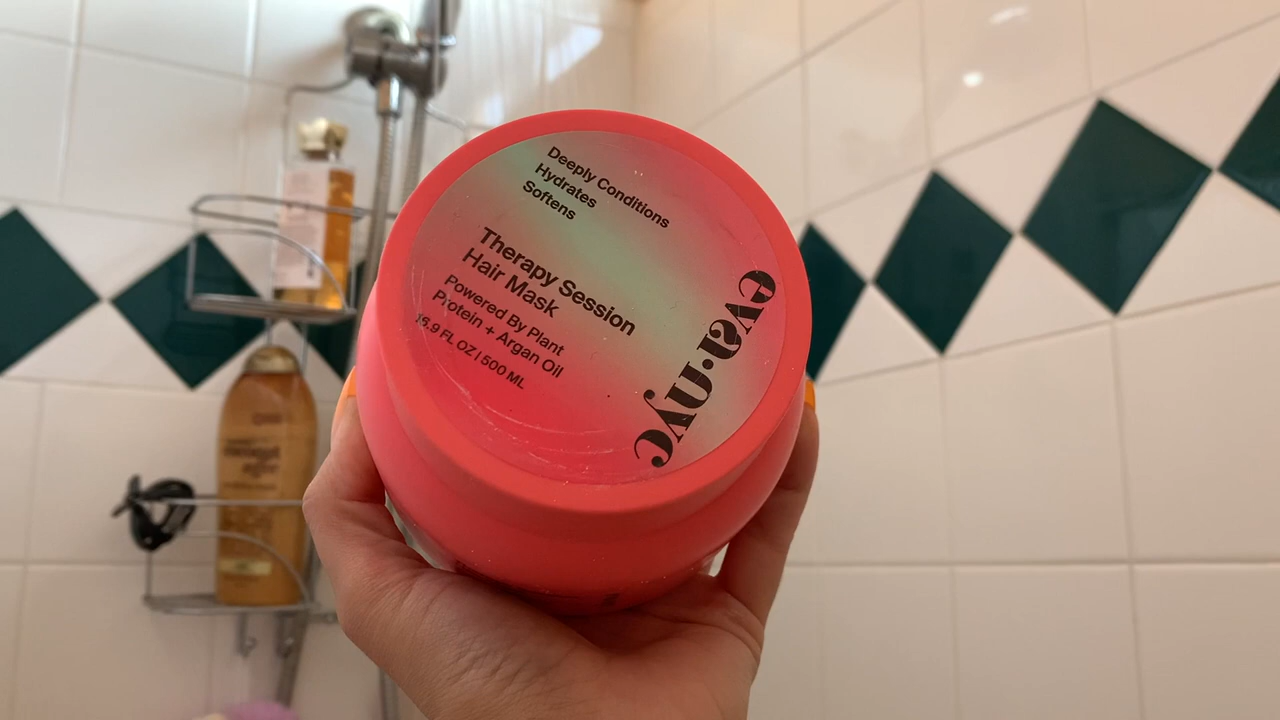 Deeply Conditions
Hydrates
Softens
Therapy Session
Hair Mask
Powered By Plant
Protein + Argan Oil
16.9 FL OZ | 500 ML
eva·nyc